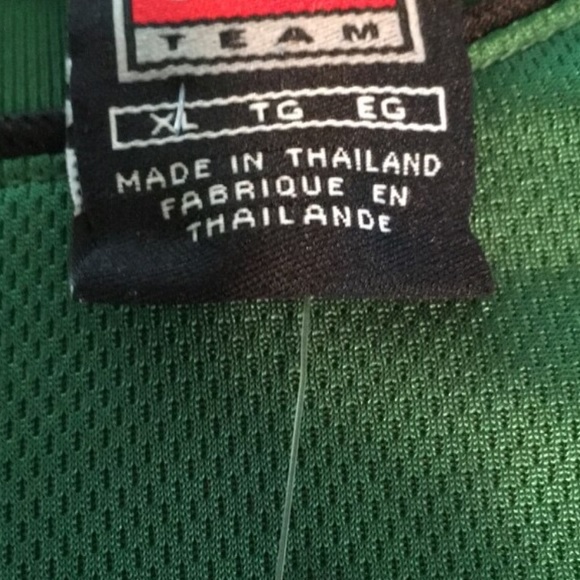 TEAM
XL TG EG
MADE IN THAILAND
FABRIQUE EN
THAILANDE